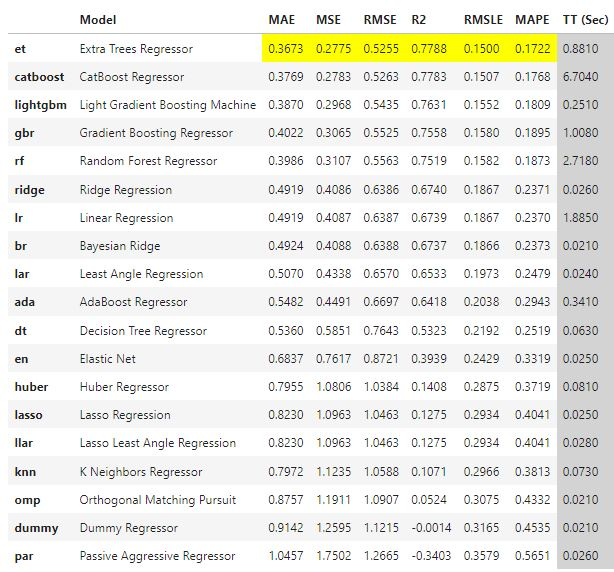 Model MAE MSE RMSE R2 RMSLE MAPE TT (Sec)
et Extra Trees Regressor 0.3673 0.2775 0.5255 0.7788 0.1500 0.1722 0.8810
catboost CatBoost Regressor 0.3769 0.2783 0.5263 0.7783 0.1507 0.1768 6.7040
lightgbm Light Gradient Boosting Machine 0.3870 0.2968 0.5435 0.7631 0.1552 0.1809 0.2510
gbr Gradient Boosting Regressor 0.4022 0.3065 0.5525 0.7558 0.1580 0.1895 1.0080
rf Random Forest Regressor 0.3986 0.3107 0.5563 0.7519 0.1582 0.1873 2.7180
ridge Ridge Regression 0.4919 0.4086 0.6386 0.6740 0.1867 0.2371 0.0260
lr Linear Regression 0.4919 0.4087 0.6387 0.6739 0.1867 0.2370 1.8850
br Bayesian Ridge 0.4924 0.4088 0.6388 0.6737 0.1866 0.2373 0.0210
lar Least Angle Regression 0.5070 0.4338 0.6570 0.6533 0.1973 0.2479 0.0240
ada AdaBoost Regressor 0.5482 0.4491 0.6697 0.6418 0.2038 0.2943 0.3410
dt Decision Tree Regressor 0.5360 0.5851 0.7643 0.5323 0.2192 0.2519 0.0630
en Elastic Net 0.6837 0.7617 0.8721 0.3939 0.2429 0.3319 0.0250
huber Huber Regressor 0.7955 1.0806 1.0384 0.1408 0.2875 0.3719 0.0810
lasso Lasso Regression 0.8230 1.0963 1.0463 0.1275 0.2934 0.4041 0.0250
llar Lasso Least Angle Regression 0.8230 1.0963 1.0463 0.1275 0.2934 0.4041 0.0280
knn K Neighbors Regressor 0.7972 1.1235 1.0588 0.1071 0.2966 0.3813 0.0730
omp Orthogonal Matching Pursuit 0.8757 1.1911 1.0907 0.0524 0.3075 0.4332 0.0210
dummy Dummy Regressor 0.9142 1.2595 1.1215 -0.0014 0.3165 0.4535 0.0210
par Passive Aggressive Regressor 1.0457 1.7502 1.2665 -0.3403 0.3579 0.5651 0.0260